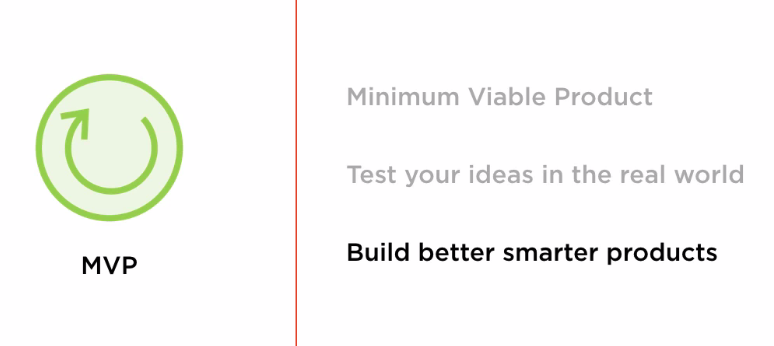 MVP
Minimum Viable Product
Test your ideas in the real world
Build better smarter products